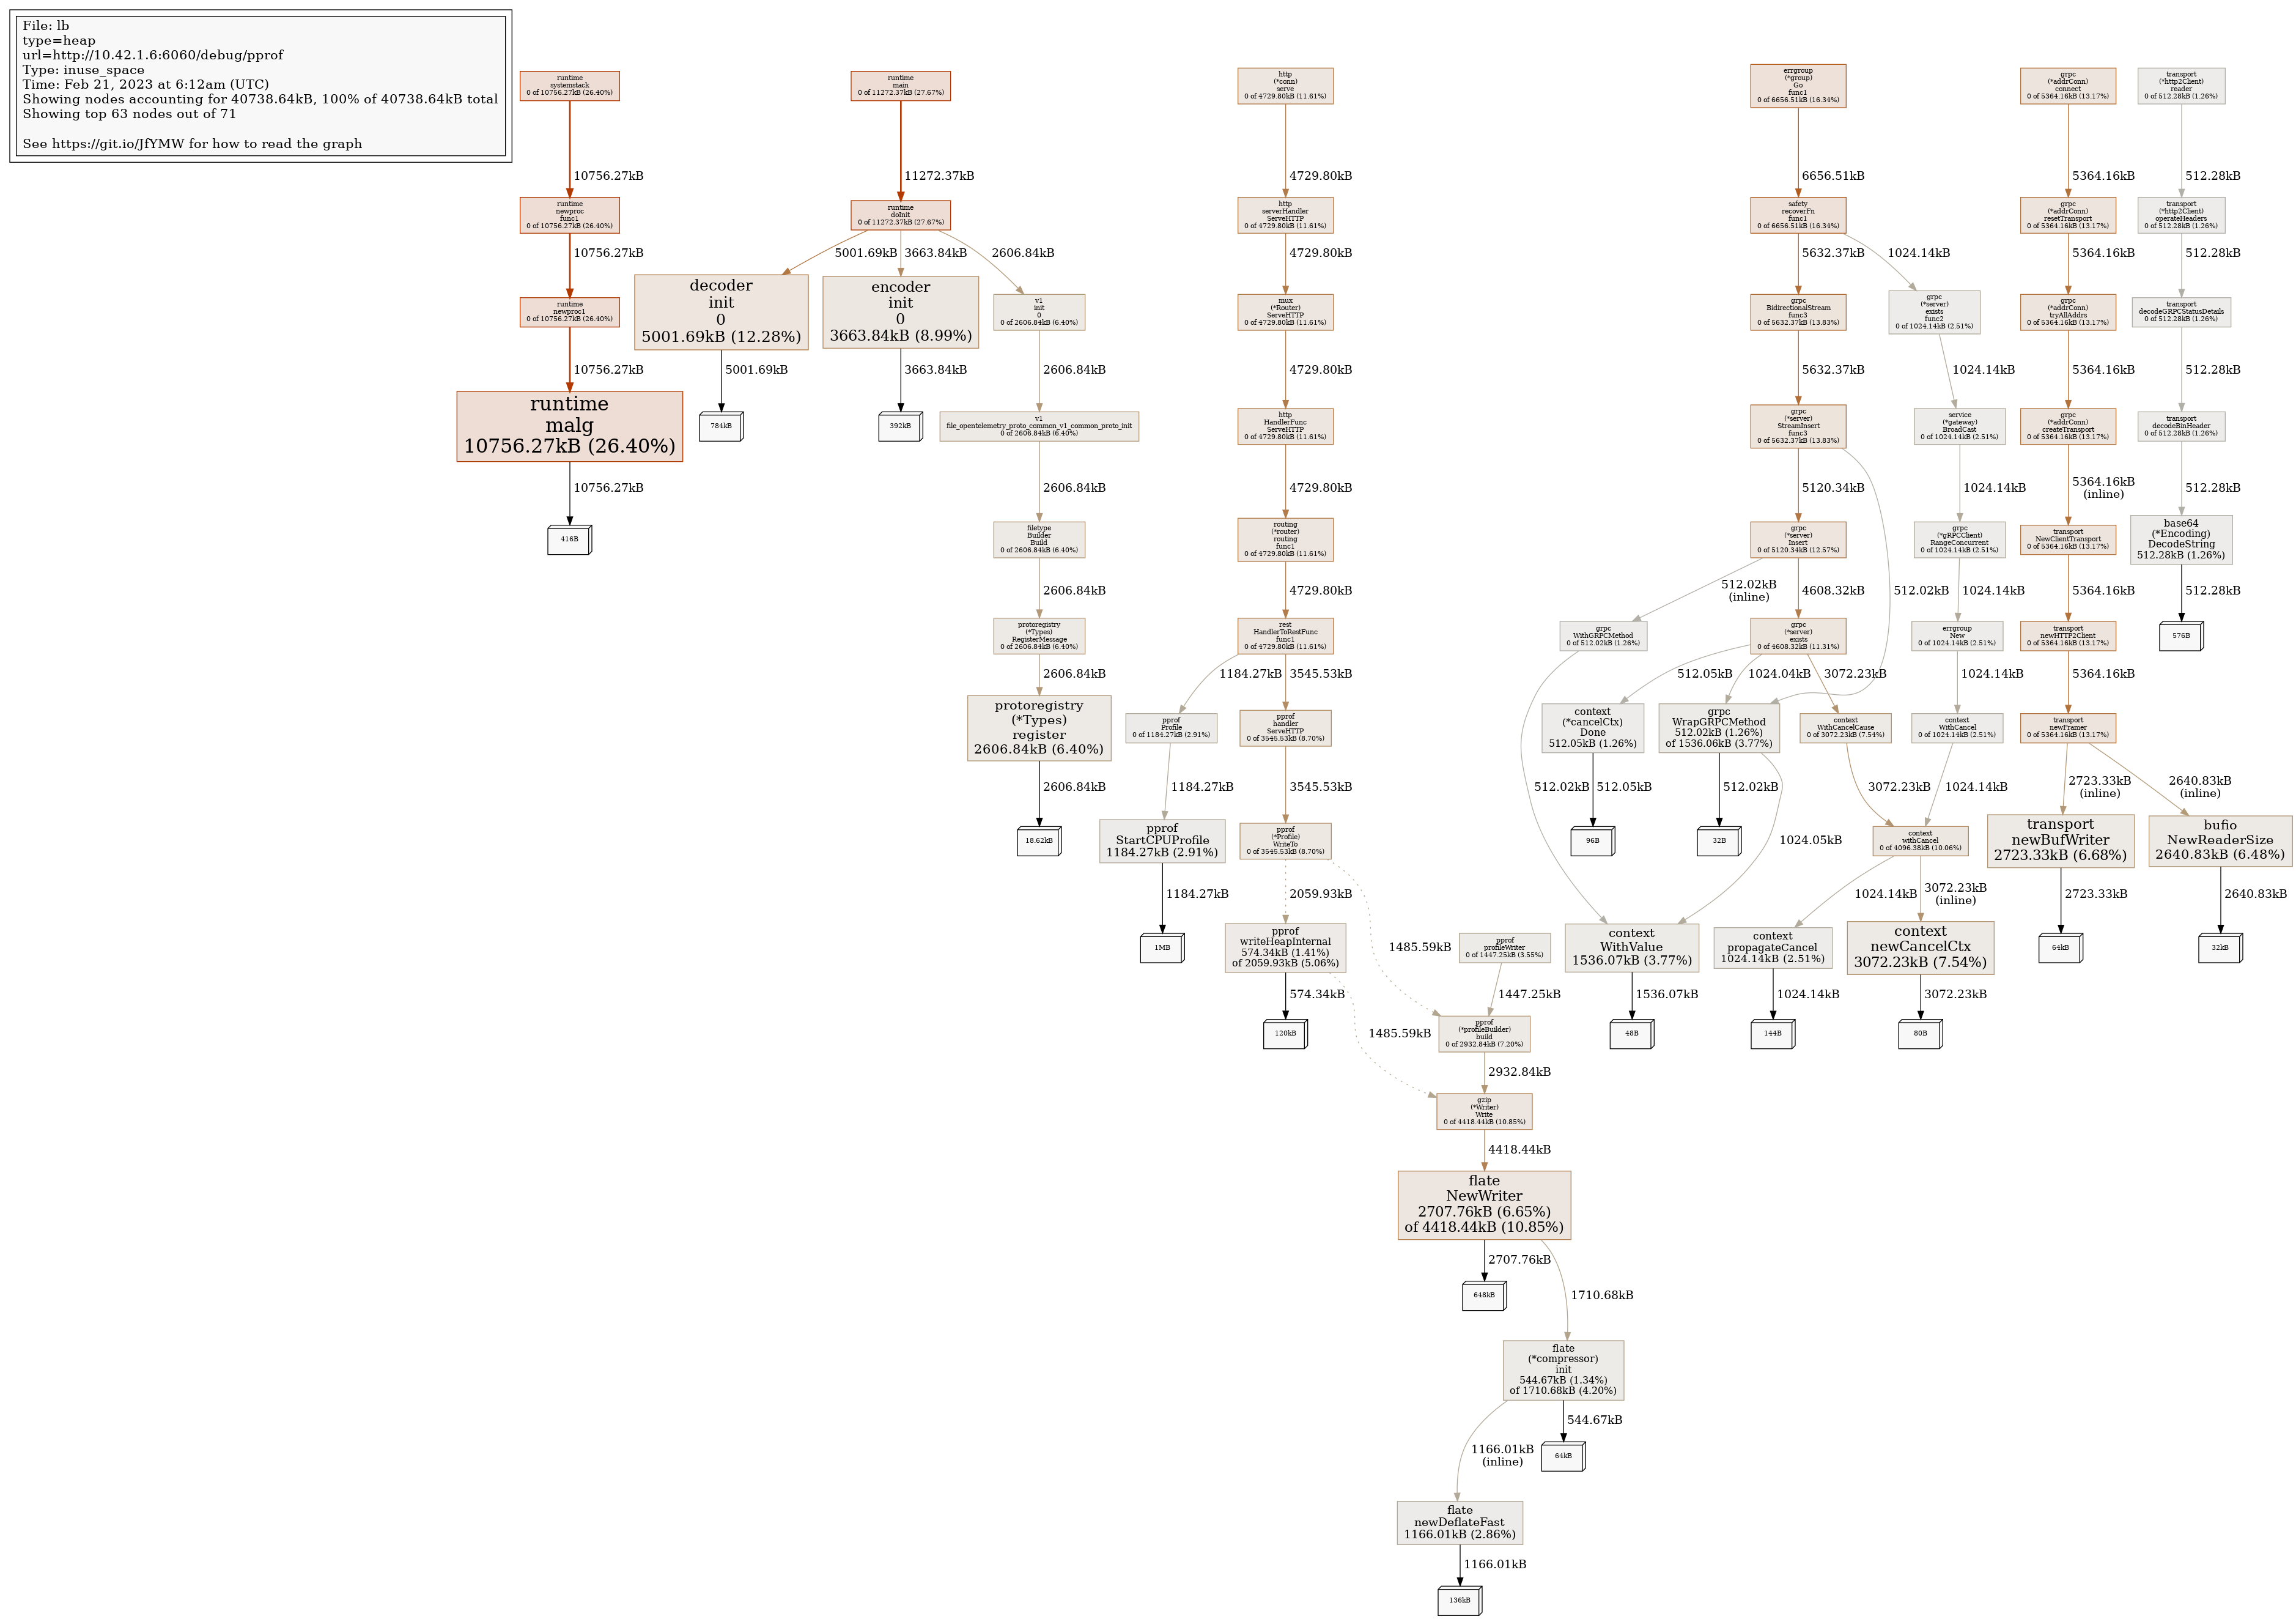 File: lb
type=heap
url=http://10.42.1.6:6060/debug/pprof
Type: inuse_space
Time: Feb 21, 2023 at 6:12am (UTC)
Showing nodes accounting for 40738.64kB, 100% of 40738.64kB total
Showing top 63 nodes out of 71
See https://git.io/JfYMW for how to read the graph
runtime
systemstack
0 of 10756.27kB (26.40%)
10756.27kB
runtime
newproc
func1
0 of 10756.27kB (26.40%)
10756.27kB
runtime
newproc1
0 of 10756.27kB (26.40%)
10756.27kB
runtime
malg
10756.27kB (26.40%)
10756.27kB
416B
runtime
main
0 of 11272.37kB (27.67%)
11272.37kB
runtime
doInit
0 of 11272.37kB (27.67%)
5001.69kB
3663.84kB
2606.84kB
decoder
init
0
5001.69kB (12.28%)
5001.69kB
784kB
encoder
init
0
3663.84kB (8.99%)
3663.84kB
392kB
v1
init
0
0 of 2606.84kB (6.40%)
2606.84kB
v1
file_opentelemetry_proto_common_v1_common_proto_init
0 of 2606.84kB (6.40%)
2606.84kB
filetype
Builder
Build
0 of 2606.84kB (6.40%)
2606.84kB
protoregistry
(*Types)
RegisterMessage
0 of 2606.84kB (6.40%)
2606.84kB
protoregistry
(*Types)
register
2606.84kB (6.40%)
2606.84kB
18.62kB
http
(*conn)
serve
0 of 4729.80kB (11.61%)
4729.80kB
http
serverHandler
ServeHTTP
0 of 4729.80kB (11.61%)
4729.80kB
mux
(*Router)
ServeHTTP
0 of 4729.80kB (11.61%)
4729.80kB
http
HandlerFunc
ServeHTTP
0 of 4729.80kB (11.61%)
4729.80kB
routing
(*router)
routing
func1
0 of 4729.80kB (11.61%)
4729.80kB
rest
HandlerToRestFunc
func1
0 of 4729.80kB (11.61%)
1184.27kB
3545.53kB
pprof
Profile
0 of 1184.27kB (2.91%)
1184.27kB
pprof
StartCPUProfile
1184.27kB (2.91%)
1184.27kB
1MB
pprof
handler
ServeHTTP
0 of 3545.53kB (8.70%)
3545.53kB
pprof
(*Profile)
WriteTo
0 of 3545.53kB (8.70%)
2059.93kB
1485.59kB
pprof
writeHeapInternal
574.34kB (1.41%)
of 2059.93kB (5.06%)
574.34kB
120kB
1485.59kB
pprof
profileWriter
0 of 1447.25kB (3.55%)
1447.25kB
pprof
(*profileBuilder)
build
0 of 2932.84kB (7.20%)
2932.84kB
gzip
(*Writer)
Write
0 of 4418.44kB (10.85%)
4418.44kB
flate
NewWriter
2707.76kB (6.65%)
of 4418.44kB (10.85%)
2707.76kB
648kB
1710.68kB
flate
(*compressor)
init
544.67kB (1.34%)
of 1710.68kB (4.20%)
544.67kB
64kB
1166.01kB
(inline)
flate
newDeflateFast
1166.01kB (2.86%)
1166.01kB
136kB
errgroup
(*group)
Go
func1
0 of 6656.51kB (16.34%)
6656.51kB
safety
recoverFn
func1
0 of 6656.51kB (16.34%)
5632.37kB
1024.14kB
grpc
BidirectionalStream
func3
0 of 5632.37kB (13.83%)
5632.37kB
grpc
(*server)
StreamInsert
func3
0 of 5632.37kB (13.83%)
5120.34kB
512.02kB
grpc
(*server)
Insert
0 of 5120.34kB (12.57%)
512.02kB
(inline)
4608.32kB
grpc
WithGRPCMethod
0 of 512.02kB (1.26%)
512.02kB
grpc
(*server)
exists
0 of 4608.32kB (11.31%)
512.05kB
1024.04kB
3072.23kB
context
(*cancelCtx)
Done
512.05kB (1.26%)
512.05kB
96B
grpc
WrapGRPCMethod
512.02kB (1.26%)
of 1536.06kB (3.77%)
512.02kB
32B
1024.05kB
context
WithValue
1536.07kB (3.77%)
1536.07kB
48B
context
WithCancelCause
0 of 3072.23kB (7.54%)
3072.23kB
grpc
(*server)
exists
func2
0 of 1024.14kB (2.51%)
1024.14kB
service
(*gateway)
BroadCast
0 of 1024.14kB (2.51%)
1024.14kB
grpc
(*gRPCClient)
RangeConcurrent
0 of 1024.14kB (2.51%)
1024.14kB
errgroup
New
0 of 1024.14kB (2.51%)
1024.14kB
context
WithCancel
0 of 1024.14kB (2.51%)
1024.14kB
context
withCancel
0 of 4096.38kB (10.06%)
1024.14kB
3072.23kB
(inline)
context
propagateCancel
1024.14kB (2.51%)
1024.14kB
144B
context
newCancelCtx
3072.23kB (7.54%)
3072.23kB
80B
grpc
(*addrConn)
connect
0 of 5364.16kB (13.17%)
5364.16kB
grpc
(*addrConn)
resetTransport
0 of 5364.16kB (13.17%)
5364.16kB
grpc
(*addrConn)
tryAllAddrs
0 of 5364.16kB (13.17%)
5364.16kB
grpc
(*addrConn)
createTransport
0 of 5364.16kB (13.17%)
5364.16kB
(inline)
transport
NewClientTransport
0 of 5364.16kB (13.17%)
5364.16kB
transport
newHTTP2Client
0 of 5364.16kB (13.17%)
5364.16kB
transport
newFramer
0 of 5364.16kB (13.17%)
2723.33kB
(inline)
2640.83kB
(inline)
transport
newBufWriter
2723.33kB (6.68%)
2723.33kB
64kB
bufio
NewReaderSize
2640.83kB (6.48%)
2640.83kB
32kB
transport
(*http2Client)
reader
0 of 512.28kB (1.26%)
512.28kB
transport
(*http2Client)
operateHeaders
0 of 512.28kB (1.26%)
512.28kB
transport
decodeGRPCStatusDetails
0 of 512.28kB (1.26%)
512.28kB
transport
decodeBinHeader
0 of 512.28kB (1.26%)
512.28kB
base64
(*Encoding)
DecodeString
512.28kB (1.26%)
512.28kB
576B